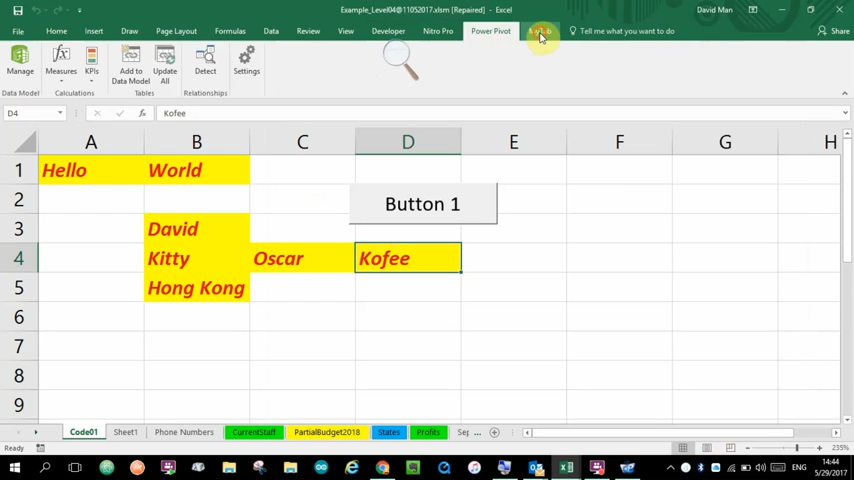 Example_Level04@11052017.xlsm [Repaired] - Excel
David Man
File Home Insert Draw Page Layout Formulas Data Review View Developer Nitro Pro Power Pivot Tell me what you want to do Share
Manage Measures KPIs Add to Data Model Update All Detect Settings
Data Model Calculations Tables Relationships
D4 fx Kofee
A B C D E F G H
1 Hello World
2 Button 1
3 David
4 Kitty Oscar Kofee
5 Hong Kong
6
7
8
9
Code01 Sheet1 Phone Numbers CurrentStaff PartialBudget2018 States Profits Sep ...
Ready 235%
ENG 14:44
5/29/2017